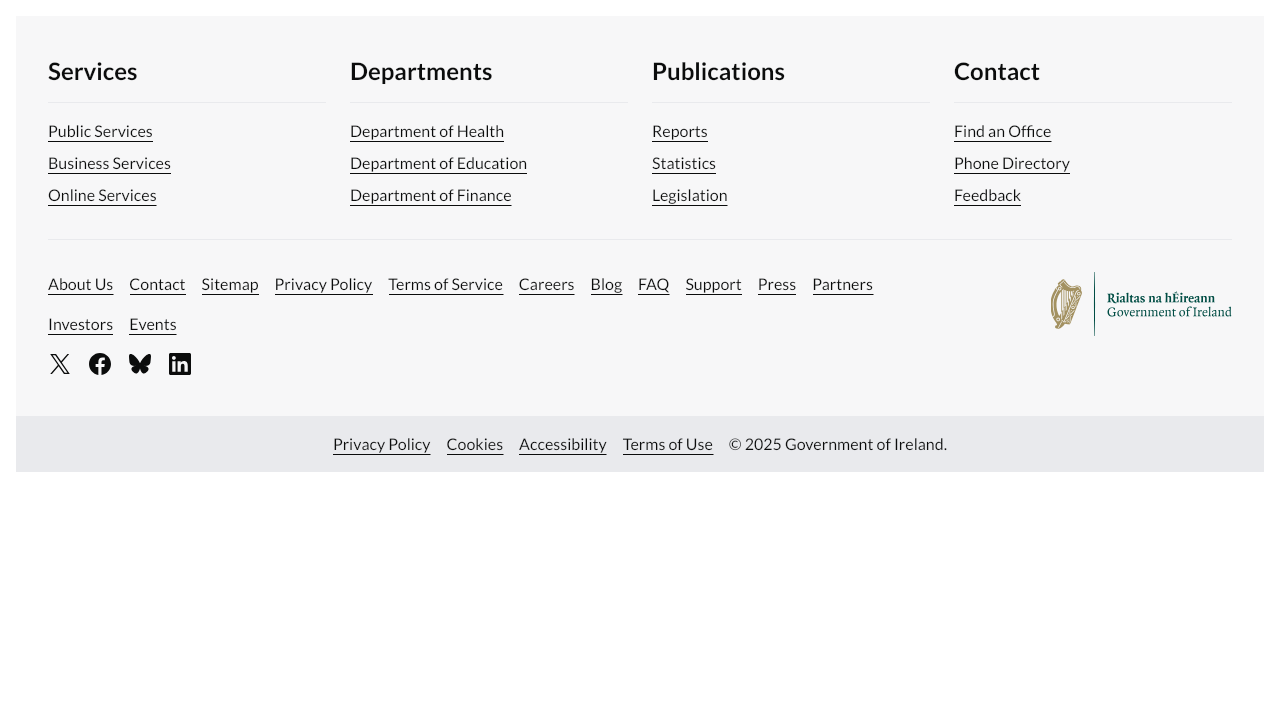 Services
Public Services
Business Services
Online Services
Departments
Department of Health
Department of Education
Department of Finance
Publications
Reports
Statistics
Legislation
Contact
Find an Office
Phone Directory
Feedback
About Us Contact Sitemap Privacy Policy Terms of Service Careers Blog FAQ Support Press Partners
Investors Events
Rialtas na hÉireann
Government of Ireland
Privacy Policy Cookies Accessibility Terms of Use © 2025 Government of Ireland.